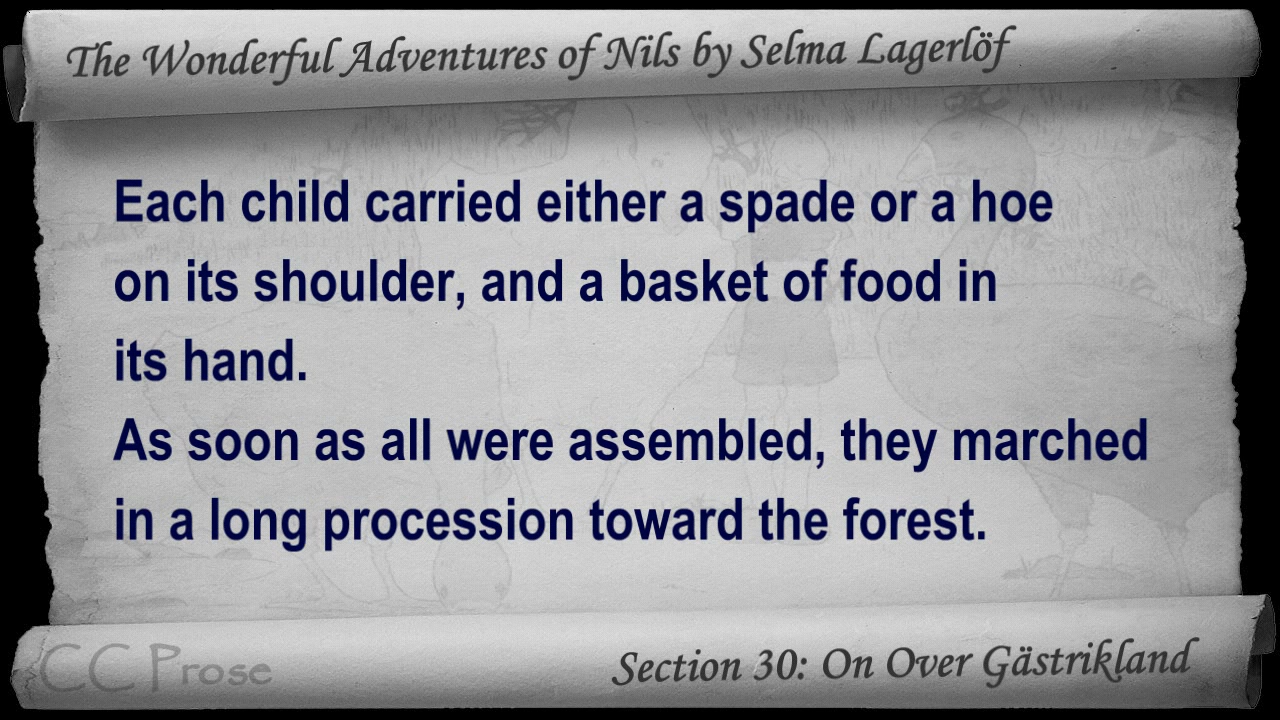 The Wonderful Adventures of Nils by Selma Lagerlöf
Each child carried either a spade or a hoe
on its shoulder, and a basket of food in
its hand.
As soon as all were assembled, they marched
in a long procession toward the forest.
CC Prose
Section 30: On Over Gästrikland